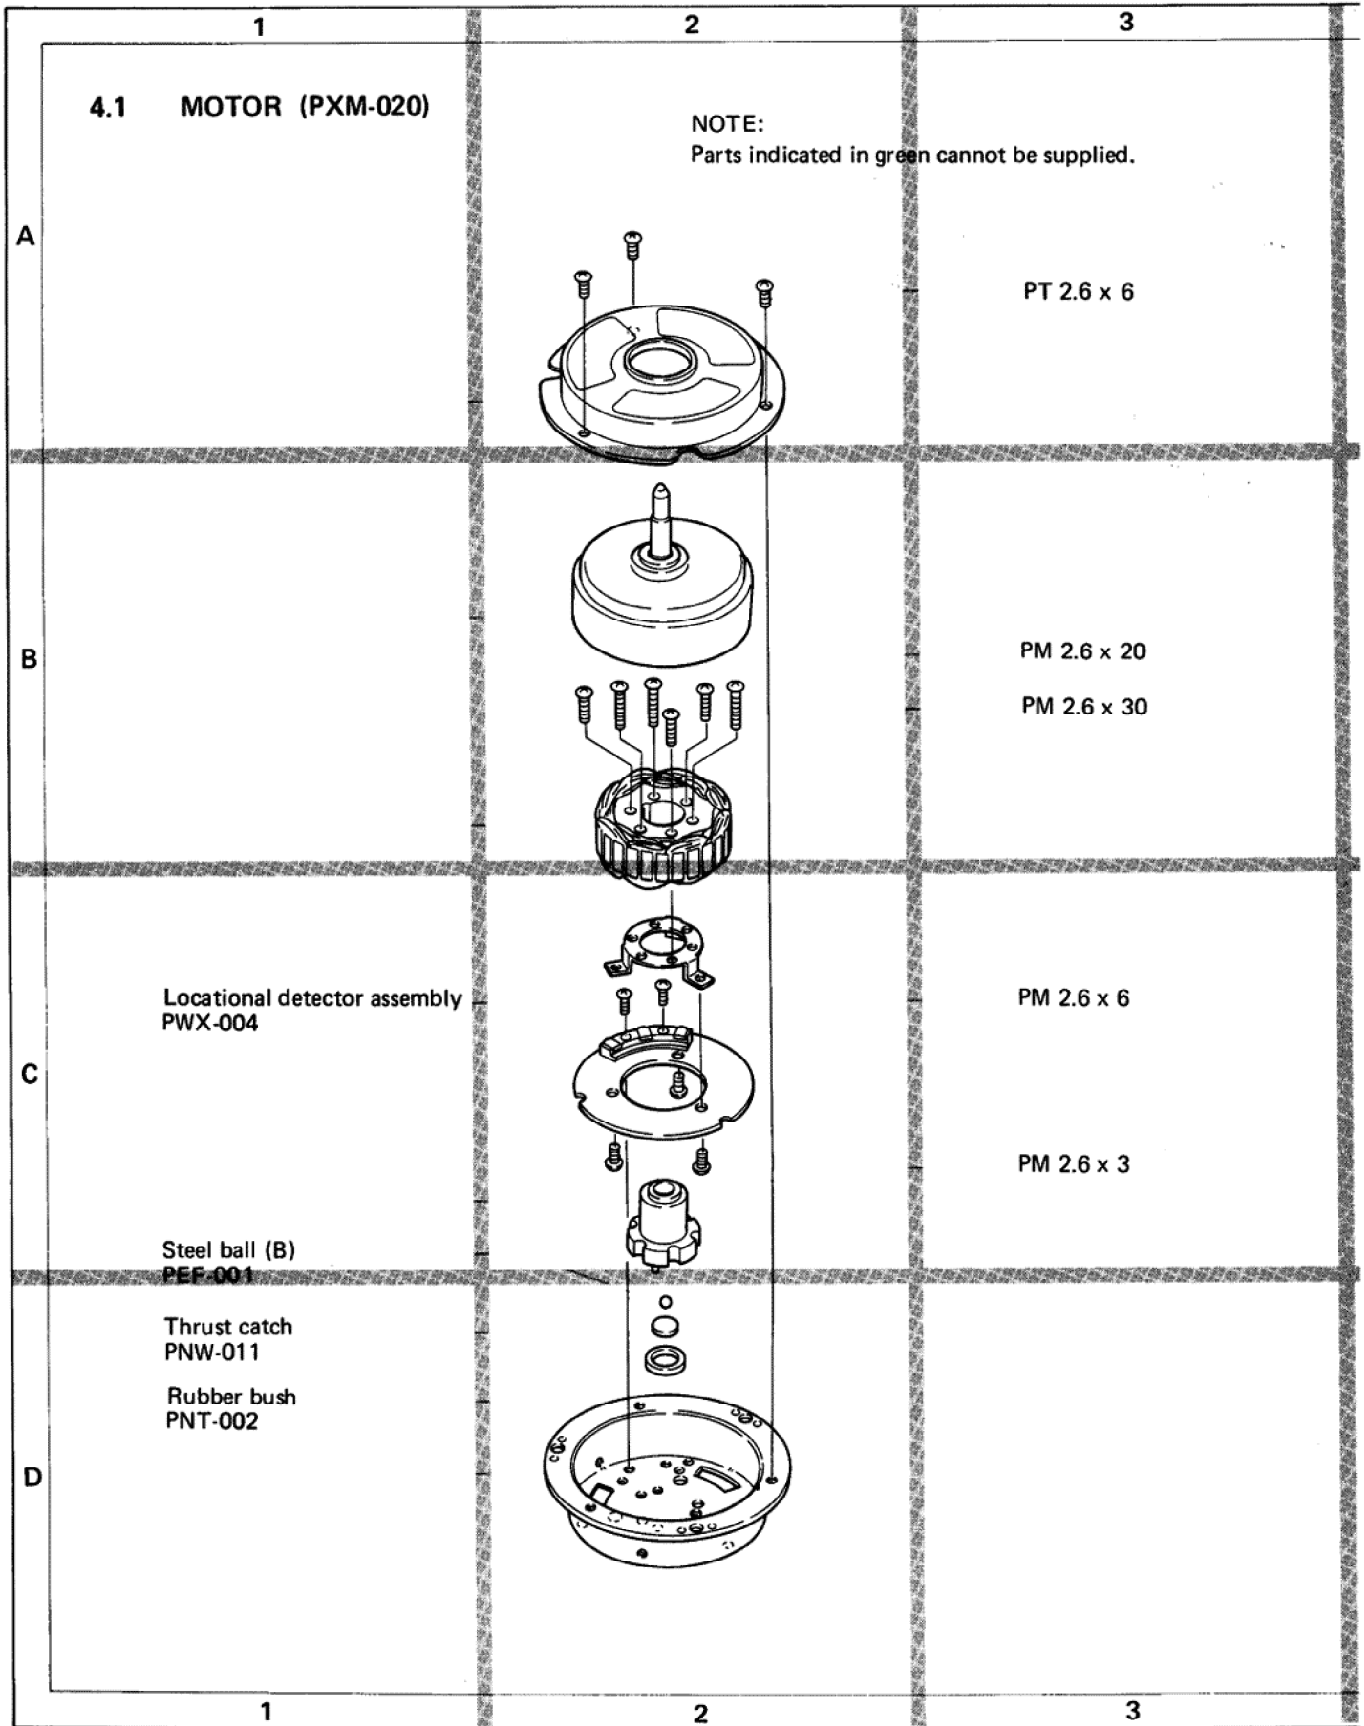 1 2 3
4.1 MOTOR (PXM-020)
NOTE:
Parts indicated in green cannot be supplied.
A
PT 2.6 x 6
B
PM 2.6 x 20
PM 2.6 x 30
Locational detector assembly
PWX-004
PM 2.6 x 6
C
PM 2.6 x 3
Steel ball (B)
PEF-001
Thrust catch
PNW-011
Rubber bush
PNT-002
D
1 2 3